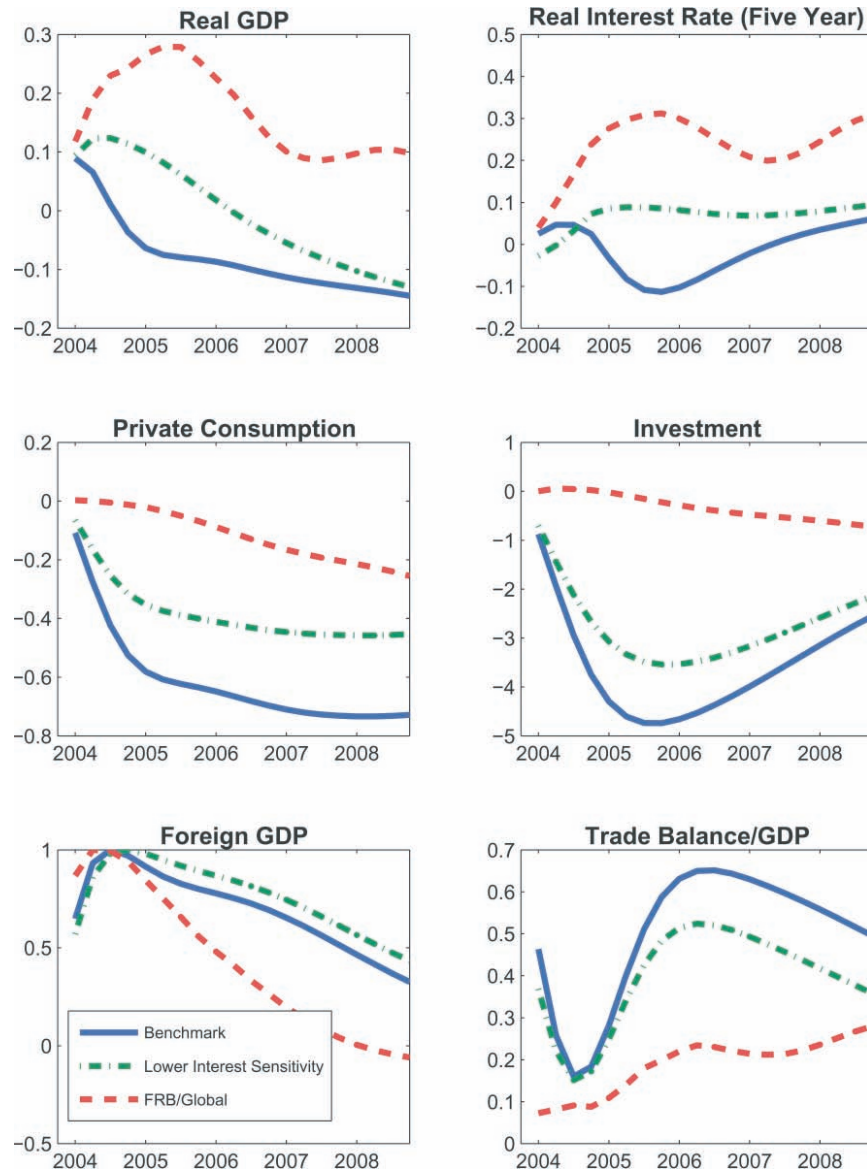 Real GDP
0.3
0.2
0.1
0
−0.1
−0.2
2004 2005 2006 2007 2008
Real Interest Rate (Five Year)
0.5
0.4
0.3
0.2
0.1
0
−0.1
−0.2
2004 2005 2006 2007 2008
Private Consumption
0.2
0
−0.2
−0.4
−0.6
−0.8
2004 2005 2006 2007 2008
Investment
1
0
−1
−2
−3
−4
−5
2004 2005 2006 2007 2008
Foreign GDP
1
0.5
0
−0.5
Benchmark
Lower Interest Sensitivity
FRB/Global
2004 2005 2006 2007 2008
Trade Balance/GDP
0.7
0.6
0.5
0.4
0.3
0.2
0.1
0
2004 2005 2006 2007 2008